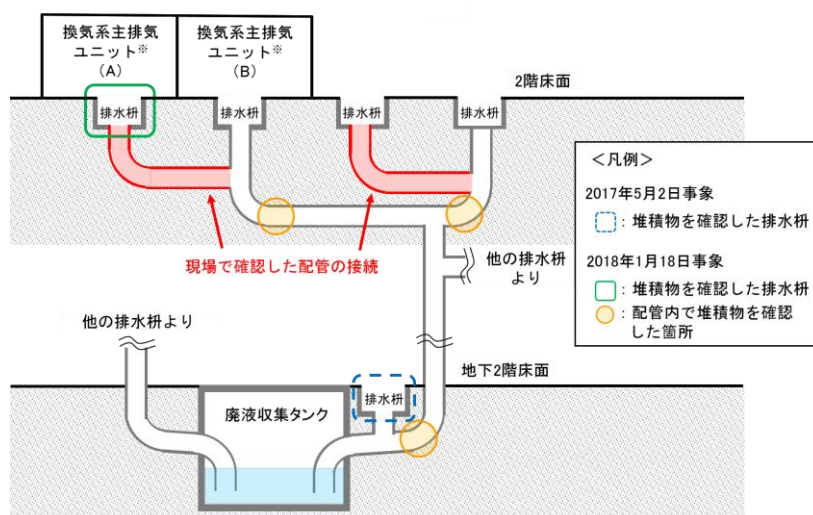 換気系主排気
ユニット※
(A)
換気系主排気
ユニット※
(B)
2階床面
排水枡
排水枡
排水枡
排水枡
<凡例>
2017年5月2日事象
：堆積物を確認した排水枡
2018年1月18日事象
：堆積物を確認した排水枡
：配管内で堆積物を確認
した箇所
現場で確認した配管の接続
他の排水枡
より
他の排水枡より
地下2階床面
排水枡
廃液収集タンク